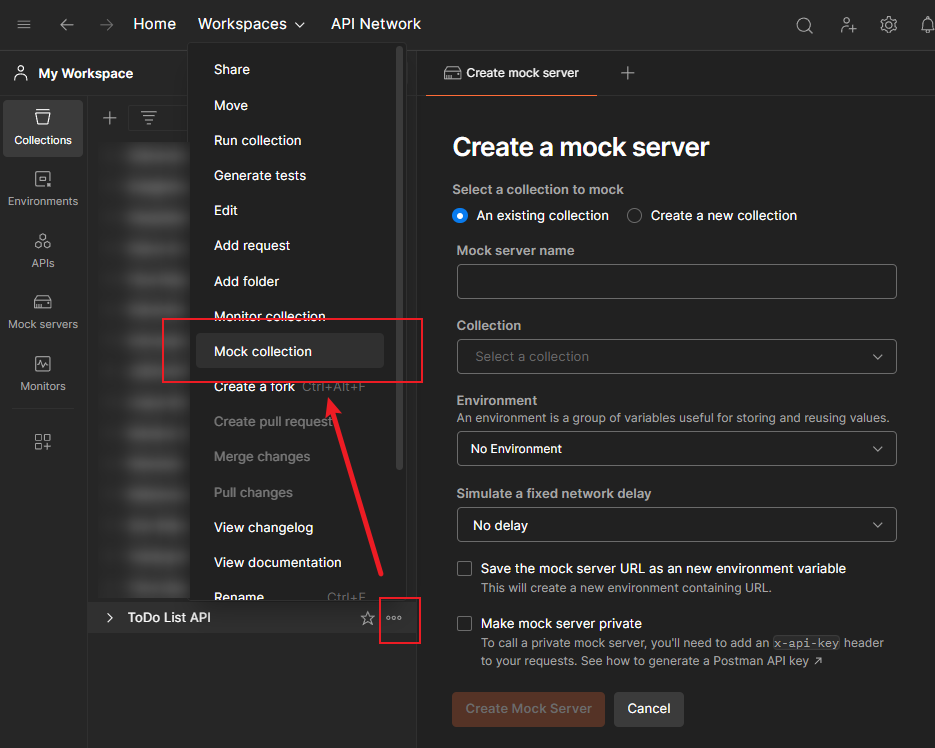 Home Workspaces API Network
My Workspace
Collections
Environments
APIs
Mock servers
Monitors
Share
Move
Run collection
Generate tests
Edit
Add request
Add folder
Monitor collection
Mock collection
Create a fork Ctrl+Alt+F
Create pull request
Merge changes
Pull changes
View changelog
View documentation
Rename Ctrl+E
ToDo List API
Create mock server
Create a mock server
Select a collection to mock
An existing collection Create a new collection
Mock server name
Collection
Select a collection
Environment
An environment is a group of variables useful for storing and reusing values.
No Environment
Simulate a fixed network delay
No delay
Save the mock server URL as an new environment variable
This will create a new environment containing URL.
Make mock server private
To call a private mock server, you'll need to add an x-api-key header
to your requests. See how to generate a Postman API key ↗
Create Mock Server Cancel